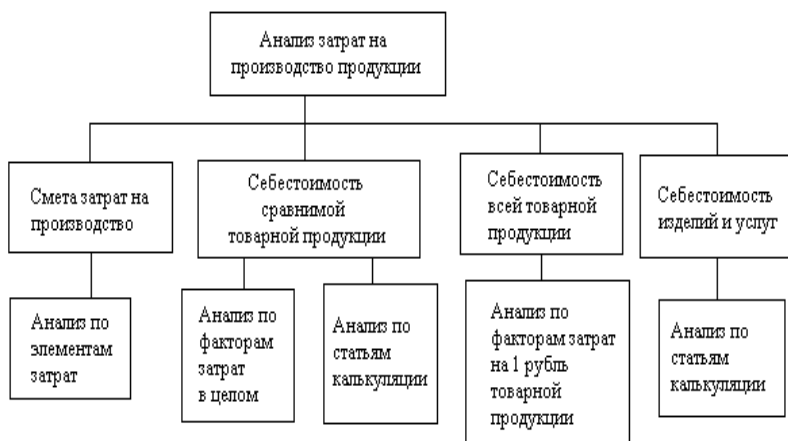 Анализ затрат на
производство продукции
Смета затрат на
производство
Себестоимость
сравнимой
товарной продукции
Себестоимость
всей товарной
продукции
Себестоимость
изделий и услуг
Анализ по
элементам
затрат
Анализ по
факторам
затрат
в целом
Анализ по
статьям
калькуляции
Анализ по
факторам затрат
на 1 рубль
товарной
продукции
Анализ по
статьям
калькуляции